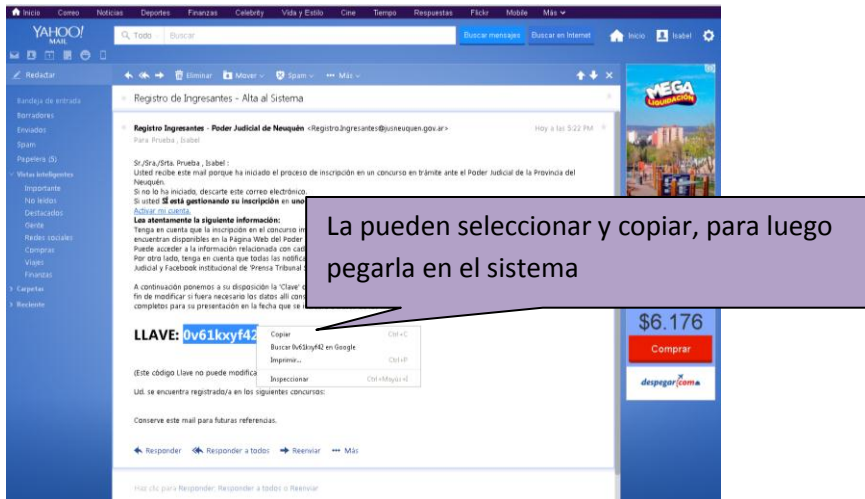 Inicio Correo Noticias Deportes Finanzas Celebrity Vida y Estilo Cine Tiempo Respuestas Flickr Mobile Más
YAHOO!
MAIL
Todo Buscar
Buscar mensajes
Buscar en Internet
Inicio
Isabel
Redactar
Eliminar Mover Spam Más
Bandeja de entrada
Borradores
Enviados
Spam
Papelera (5)
Vistas inteligentes
Importante
No leídos
Destacados
Gente
Redes sociales
Compras
Viajes
Finanzas
Carpetas
Reciente
Registro de Ingresantes - Alta al Sistema
Registro Ingresantes - Poder Judicial de Neuquén <Registro.Ingresantes@jusneuquen.gov.ar>
Hoy a las 5:22 PM
Para Prueba , Isabel
Sr./Sra./Srta. Prueba , Isabel :
Usted recibe este mail porque ha iniciado el proceso de inscripción en un concurso en trámite ante el Poder Judicial de la Provincia del
Neuquén.
Si no lo ha iniciado, descarte este correo electrónico.
Si usted SÍ está gestionando su inscripción en
Activar mi cuenta.
Lea atentamente la siguiente información:
Tenga en cuenta que la inscripción en el concurso
encuentran disponibles en la Página Web del Poder
Puede acceder a la información relacionada con
Por otro lado, tenga en cuenta que todas las
Judicial y Facebook institucional de 'Prensa Tribunal
A continuación ponemos a su disposición la 'Clave'
fin de modificar si fuera necesario los datos allí
completos para su presentación en la fecha que se
LLAVE: 0v61kxyf42
Copiar Ctrl+C
Buscar 0v61kxyf42 en Google
Imprimir... Ctrl+P
Inspeccionar Ctrl+Mayús+I
(Este código Llave no puede
Ud. se encuentra registrado/a en los siguientes concursos:
Conserve este mail para futuras referencias.
Responder Responder a todos Reenviar Más
Haz clic para Responder, Responder a todos o Reenviar
La pueden seleccionar y copiar, para luego
pegarla en el sistema
MEGA
LIQUIDACIÓN
$6.176
Comprar
despegar.com